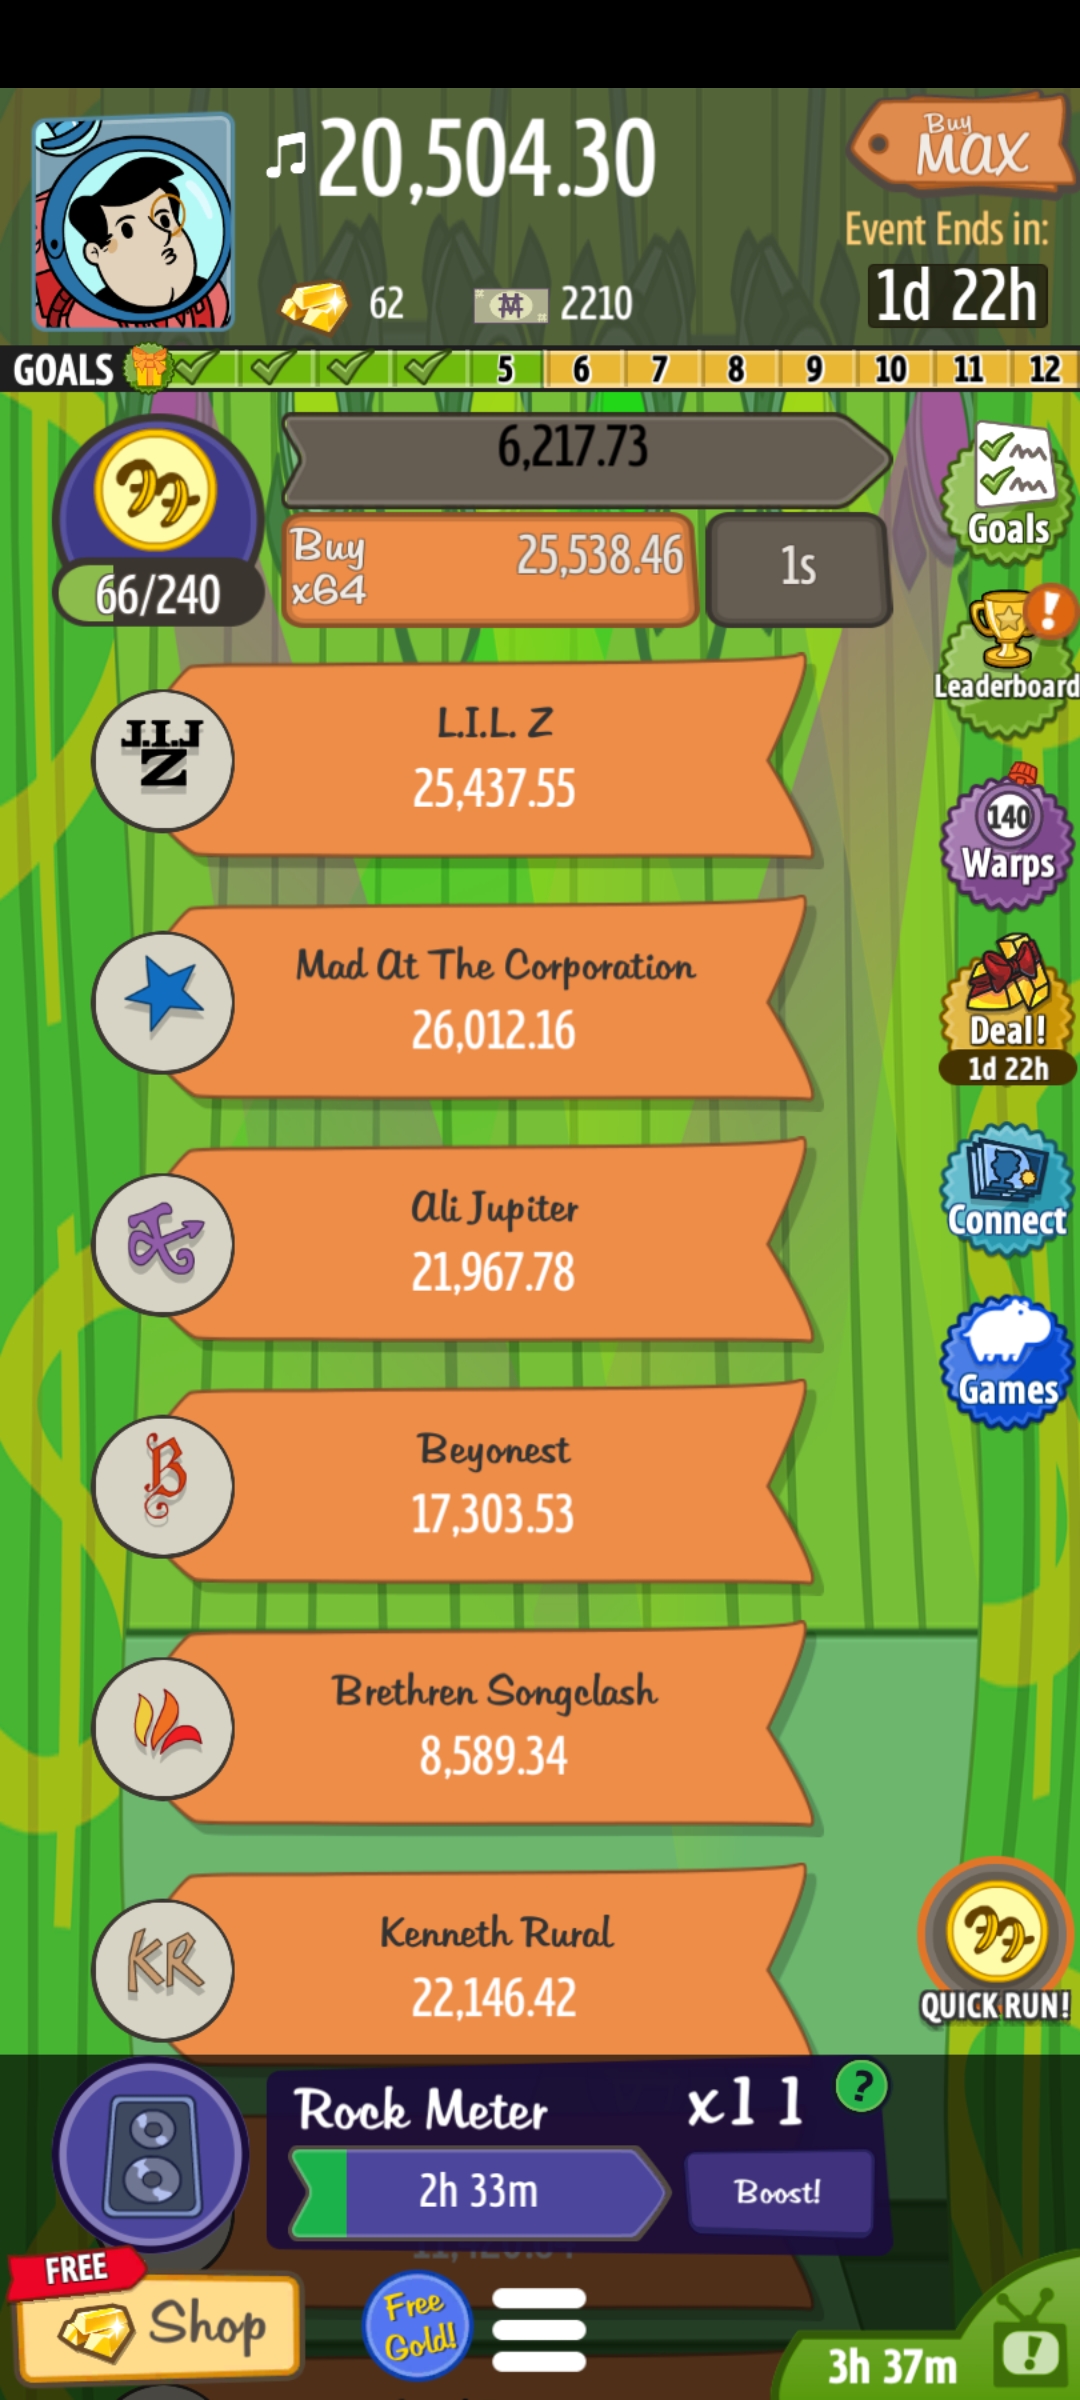 20,504.30
Buy
MAX
Event Ends in:
62
2210
1d 22h
GOALS 5 6 7 8 9 10 11 12
6,217.73
Buy
x64
25,538.46
1s
66/240
Goals
L.I.L. Z
25,437.55
Leaderboard
140
Warps
Mad At The Corporation
26,012.16
Deal!
1d 22h
Ali Jupiter
21,967.78
Connect
Games
B
Beyonest
17,303.53
Brethren Songclash
8,589.34
KR
Kenneth Rural
22,146.42
QUICK RUN!
Rock Meter
x11
?
2h 33m
Boost!
FREE
Shop
Free
Gold!
3h 37m